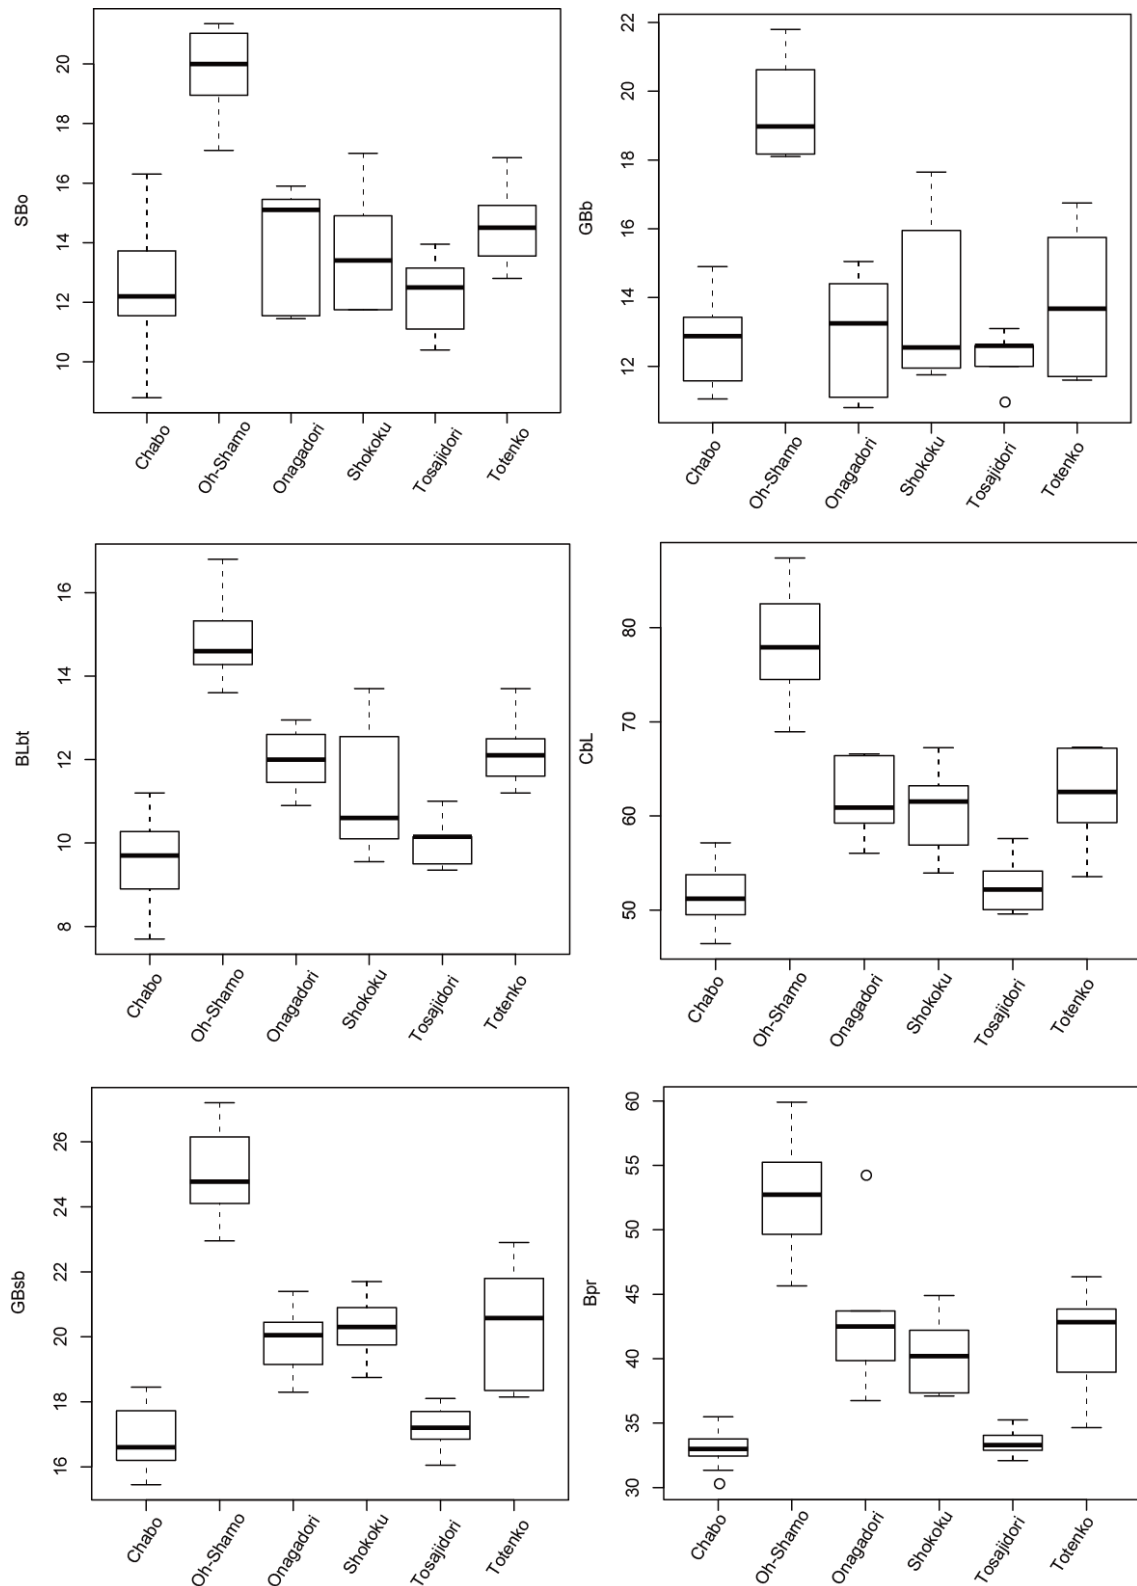 SBo
20
18
16
14
12
10
Chabo
Oh-Shamo
Onagadori
Shokoku
Tosajidori
Totenko
GBb
22
20
18
16
14
12
Chabo
Oh-Shamo
Onagadori
Shokoku
Tosajidori
Totenko
BLbt
16
14
12
10
8
Chabo
Oh-Shamo
Onagadori
Shokoku
Tosajidori
Totenko
CbL
80
70
60
50
Chabo
Oh-Shamo
Onagadori
Shokoku
Tosajidori
Totenko
GBsb
26
24
22
20
18
16
Chabo
Oh-Shamo
Onagadori
Shokoku
Tosajidori
Totenko
Bpr
60
55
50
45
40
35
30
Chabo
Oh-Shamo
Onagadori
Shokoku
Tosajidori
Totenko